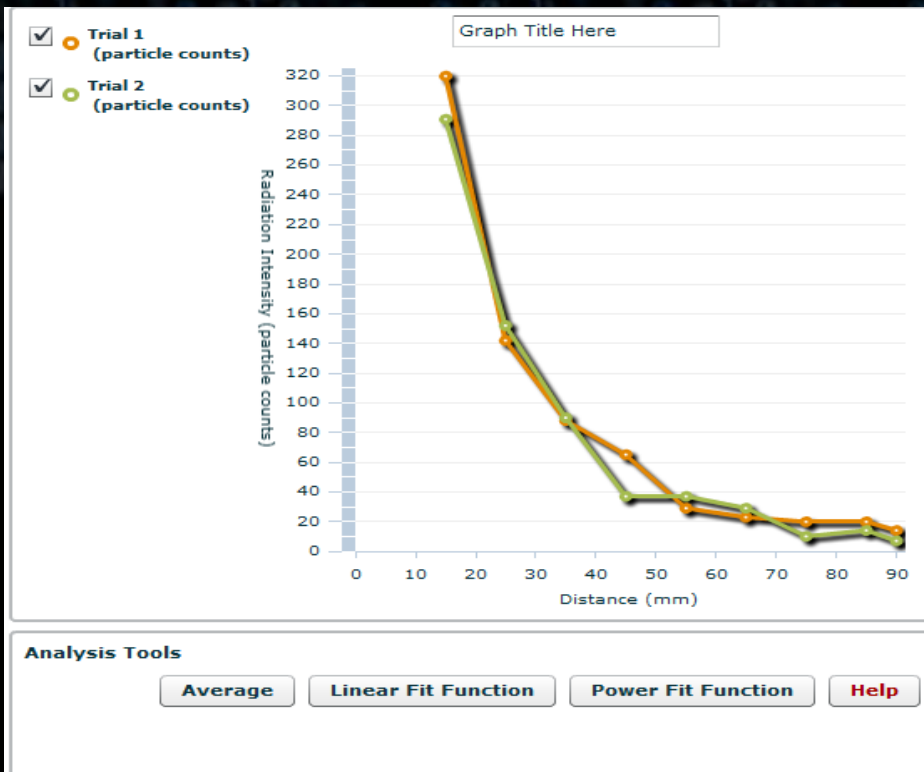 Trial 1
(particle counts)
Trial 2
(particle counts)
Graph Title Here
Radiation Intensity (particle counts)
320
300
280
260
240
220
200
180
160
140
120
100
80
60
40
20
0
0 10 20 30 40 50 60 70 80 90
Distance (mm)
Analysis Tools
Average Linear Fit Function Power Fit Function Help